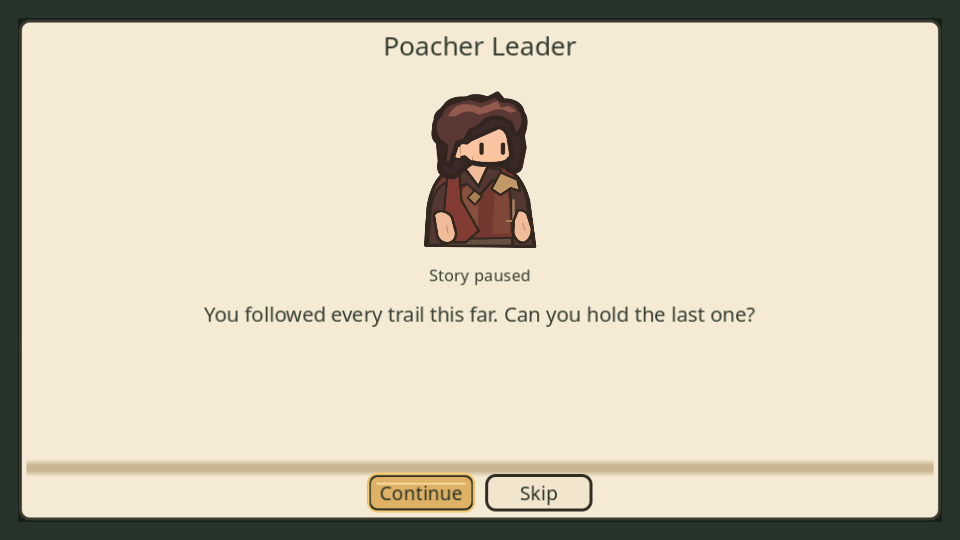 Poacher Leader
Story paused
You followed every trail this far. Can you hold the last one?
Continue
Skip